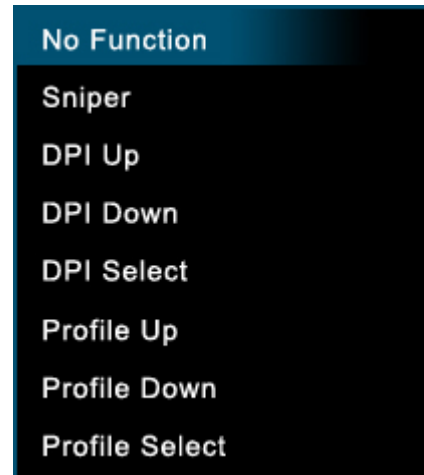 No Function
Sniper
DPI Up
DPI Down
DPI Select
Profile Up
Profile Down
Profile Select